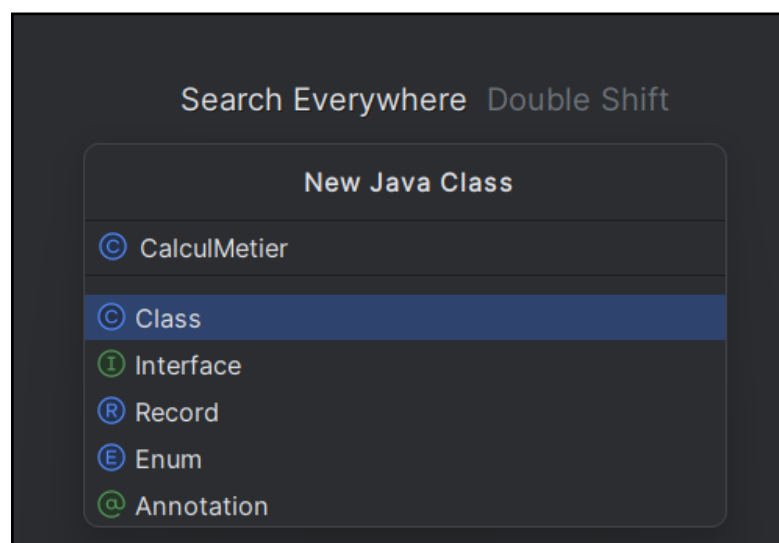 Search Everywhere Double Shift
New Java Class
C CalculMetier
C Class
I Interface
R Record
E Enum
@ Annotation